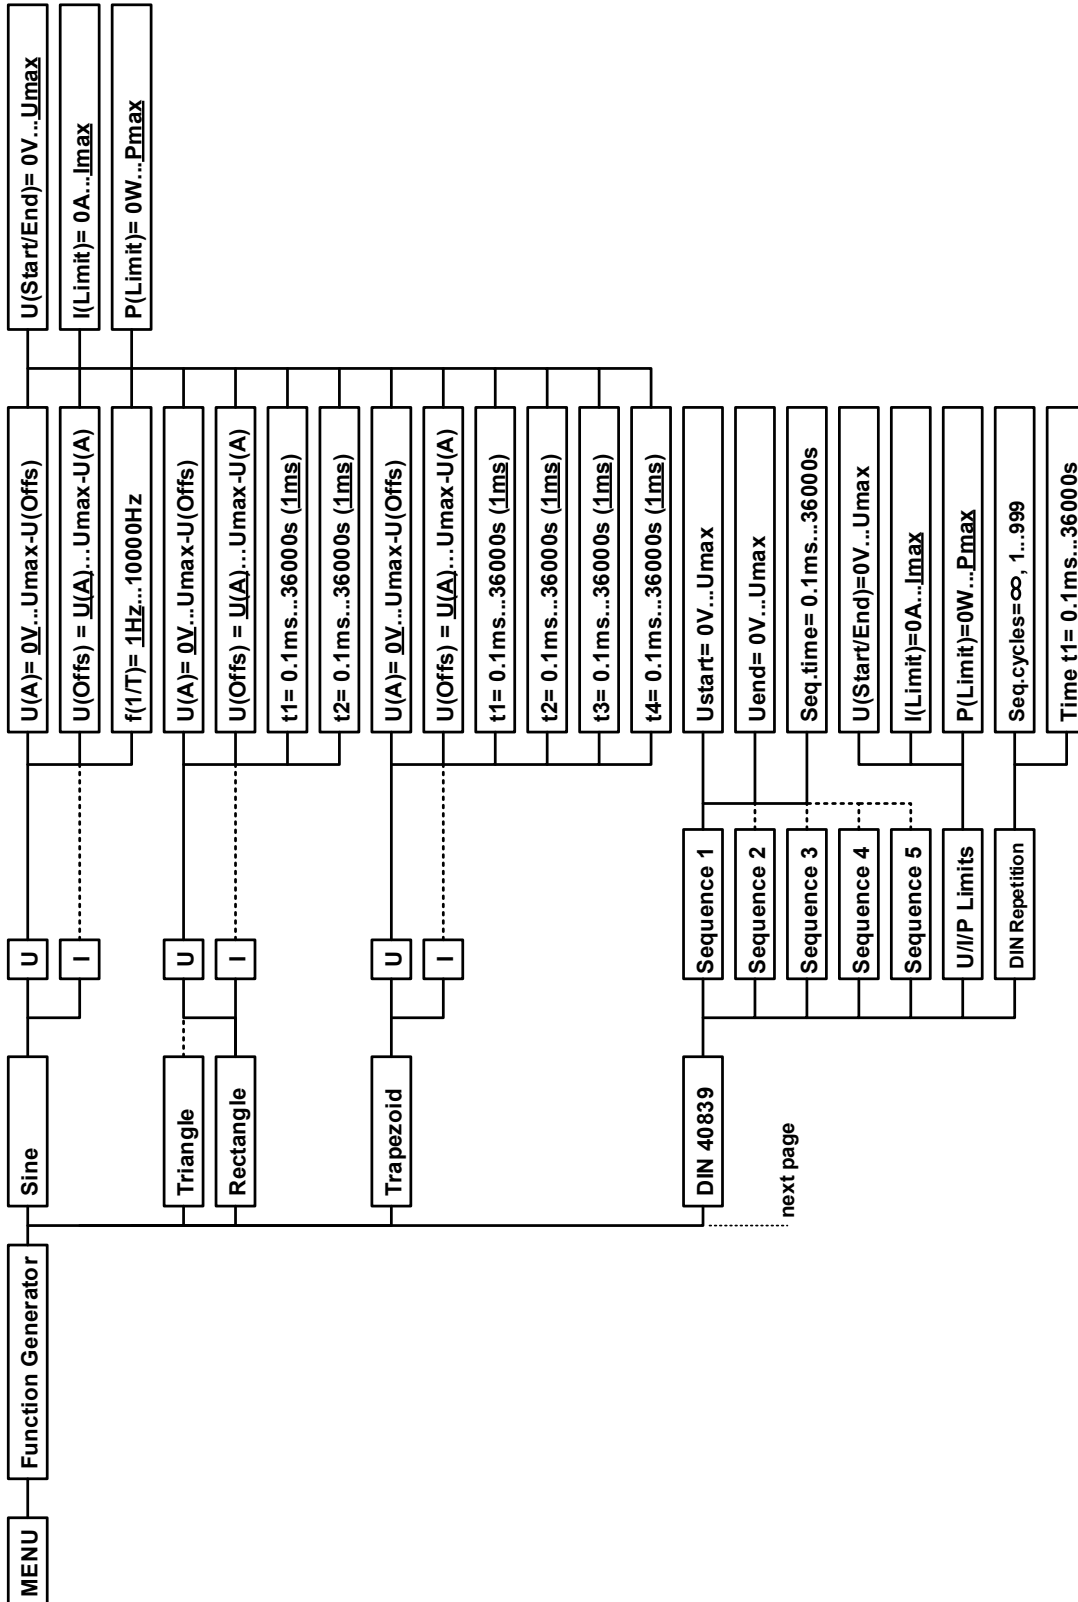 MENU
Function Generator
Sine
U
I
U(A)= 0V...Umax-U(Offs)
U(Offs) = U(A)...Umax-U(A)
f(1/T)= 1Hz...10000Hz
U(Start/End)= 0V...Umax
I(Limit)= 0A...Imax
P(Limit)= 0W...Pmax
Triangle
Rectangle
U
I
U(A)= 0V...Umax-U(Offs)
U(Offs) = U(A)...Umax-U(A)
t1= 0.1ms...36000s (1ms)
t2= 0.1ms...36000s (1ms)
Trapezoid
U
I
U(A)= 0V...Umax-U(Offs)
U(Offs) = U(A)...Umax-U(A)
t1= 0.1ms...36000s (1ms)
t2= 0.1ms...36000s (1ms)
t3= 0.1ms...36000s (1ms)
t4= 0.1ms...36000s (1ms)
DIN 40839
Sequence 1
Sequence 2
Sequence 3
Sequence 4
Sequence 5
U/I/P Limits
DIN Repetition
Ustart= 0V...Umax
Uend= 0V...Umax
Seq.time= 0.1ms...36000s
U(Start/End)=0V...Umax
I(Limit)=0A...Imax
P(Limit)=0W...Pmax
Seq.cycles=∞, 1...999
Time t1= 0.1ms...36000s
next page